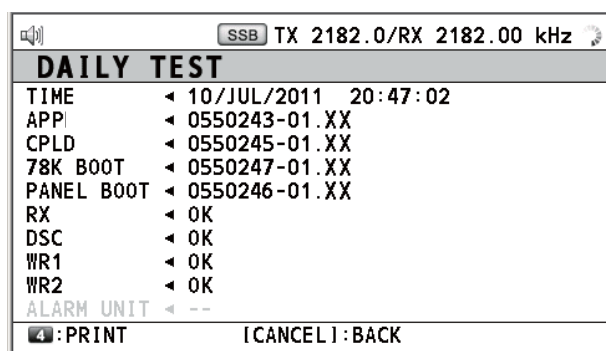 SSB TX 2182.0/RX 2182.00 kHz
DAILY TEST
TIME ◄ 10/JUL/2011 20:47:02
APP ◄ 0550243-01.XX
CPLD ◄ 0550245-01.XX
78K BOOT ◄ 0550247-01.XX
PANEL BOOT ◄ 0550246-01.XX
RX ◄ OK
DSC ◄ OK
WR1 ◄ OK
WR2 ◄ OK
ALARM UNIT ◄ --
4:PRINT [CANCEL]:BACK